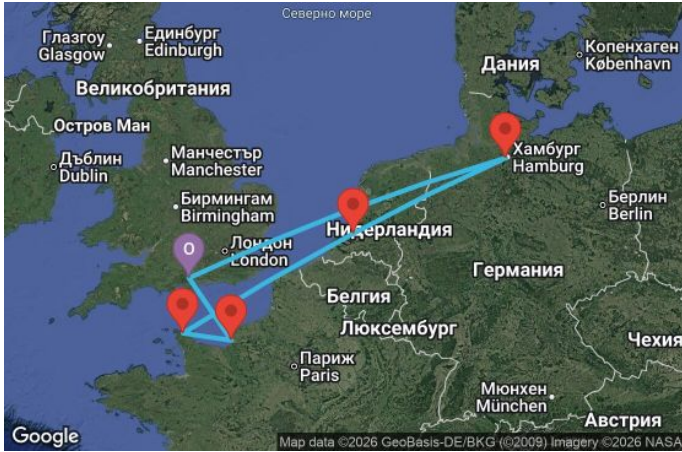 Северно море
Глазгоу
Glasgow
Единбург
Edinburgh
Копенхаген
København
Дания
Великобритания
Остров Ман
Хамбург
Hamburg
Дъблин
Dublin
Манчестър
Manchester
Бирмингам
Birmingham
Берлин
Berlin
O
Лондон
London
Нидерландия
Германия
Белгия
Люксембург
Чехия
Париж
Paris
Мюнхен
München
Австрия
Google
Map data ©2026 GeoBasis-DE/BKG (©2009) Imagery ©2026 NASA